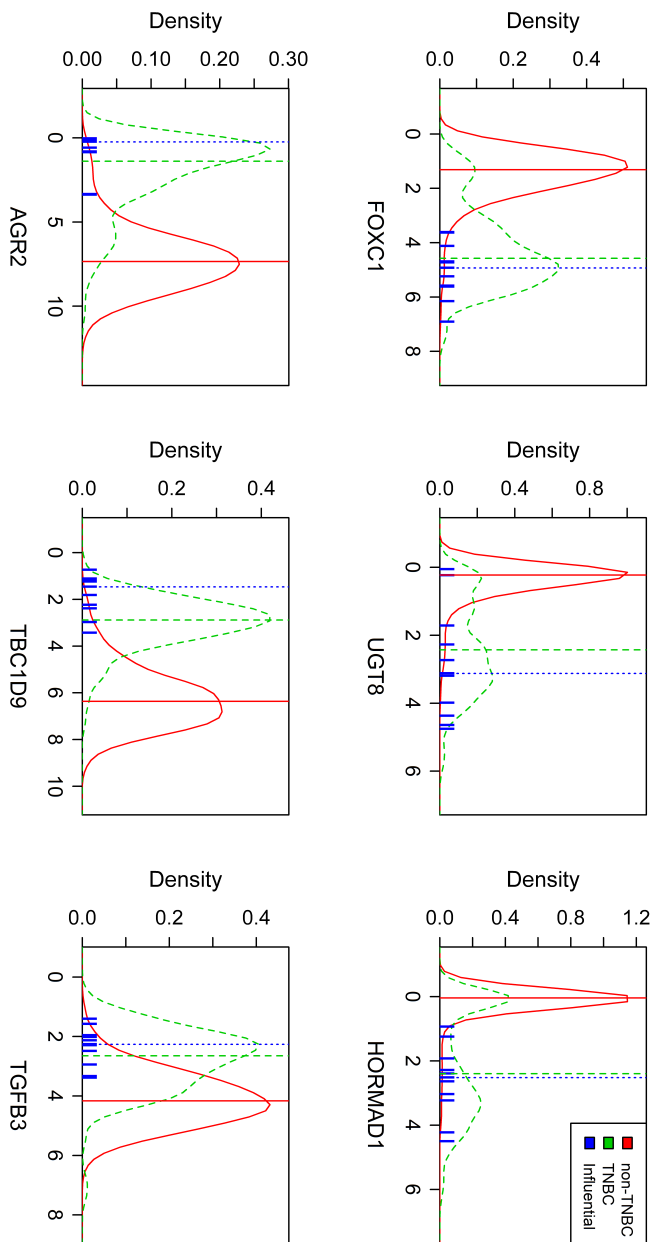 Density
0.00 0.10 0.20 0.30
0 5 10
AGR2
Density
0.0 0.2 0.4
0 2 4 6 8 10
TBC1D9
Density
0.0 0.2 0.4
0 2 4 6 8
TGFB3
Density
0.0 0.2 0.4
0 2 4 6 8
FOXC1
Density
0.0 0.4 0.8
0 2 4 6
UGT8
Density
0.0 0.4 0.8 1.2
0 2 4 6
HORMAD1
non-TNBC
TNBC
Influential